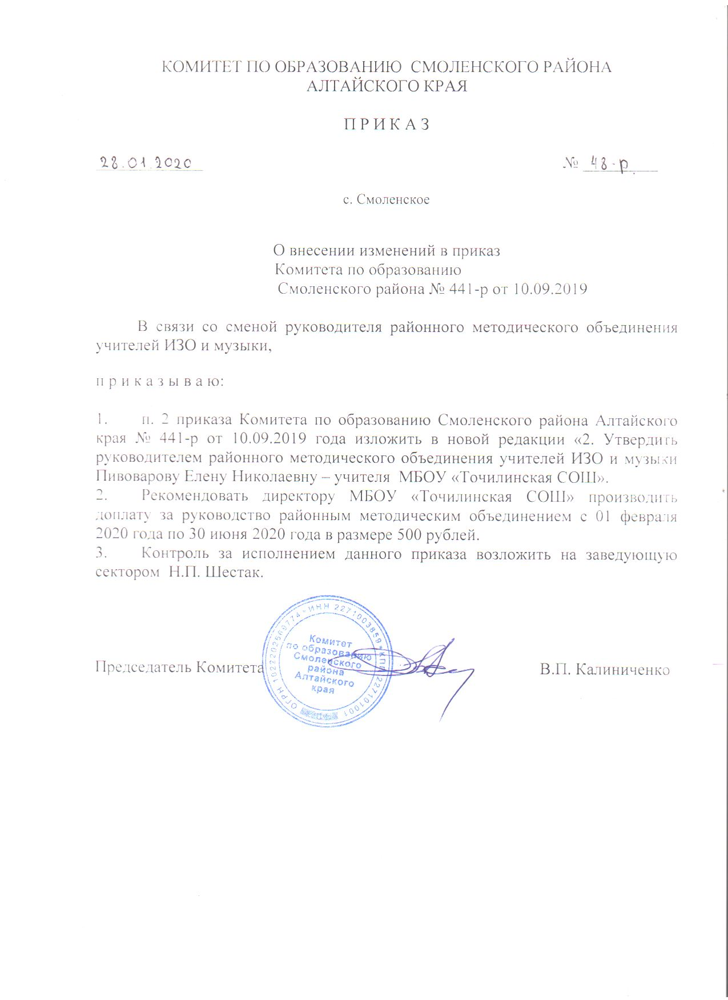 КОМИТЕТ ПО ОБРАЗОВАНИЮ СМОЛЕНСКОГО РАЙОНА
АЛТАЙСКОГО КРАЯ
П Р И К А З
28.01.2020 № 48-р
с. Смоленское
О внесении изменений в приказ
Комитета по образованию
Смоленского района № 441-р от 10.09.2019
В связи со сменой руководителя районного методического объединения
учителей ИЗО и музыки,
п р и к а з ы в а ю:
1. п. 2 приказа Комитета по образованию Смоленского района Алтайского
края № 441-р от 10.09.2019 года изложить в новой редакции «2. Утвердить
руководителем районного методического объединения учителей ИЗО и музыки
Пивоварову Елену Николаевну – учителя МБОУ «Точилинская СОШ».
2. Рекомендовать директору МБОУ «Точилинская СОШ» производить
доплату за руководство районным методическим объединением с 01 февраля
2020 года по 30 июня 2020 года в размере 500 рублей.
3. Контроль за исполнением данного приказа возложить на заведующую
сектором Н.П. Шестак.
Председатель Комитета В.П. Калиниченко
Комитет
по образованию
Смоленского
района
Алтайского
края
ОГРН 1022202569774*ИНН 2271003859*КПП 227101001